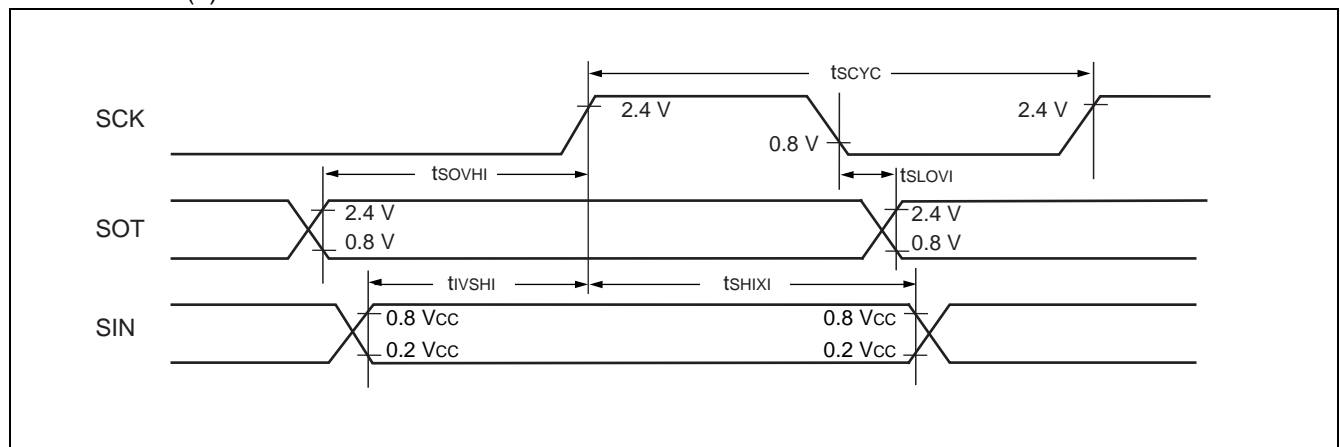 tSCYC
SCK
2.4 V
2.4 V
0.8 V
tSOVHI
tSLOVI
SOT
2.4 V
2.4 V
0.8 V
0.8 V
tIVSHI
tSHIXI
SIN
0.8 VCC
0.8 VCC
0.2 VCC
0.2 VCC